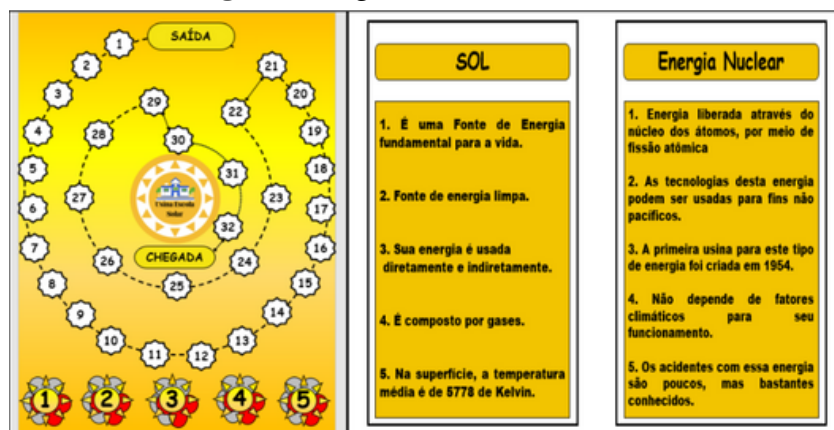 SAÍDA
1
2
3
4
5
6
7
8
9
10
11
12
13
14
15
16
17
18
19
20
21
22
23
24
25
26
27
28
29
30
31
32
Usina Escola
Solar
CHEGADA
1
2
3
4
5
SOL
1. É uma Fonte de Energia
fundamental para a vida.
2. Fonte de energia limpa.
3. Sua energia é usada
diretamente e indiretamente.
4. É composto por gases.
5. Na superfície, a temperatura
média é de 5778 de Kelvin.
Energia Nuclear
1. Energia liberada através do
núcleo dos átomos, por meio de
fissão atômica
2. As tecnologias desta energia
podem ser usadas para fins não
pacíficos.
3. A primeira usina para este tipo
de energia foi criada em 1954.
4. Não depende de fatores
climáticos para seu
funcionamento.
5. Os acidentes com essa energia
são poucos, mas bastantes
conhecidos.